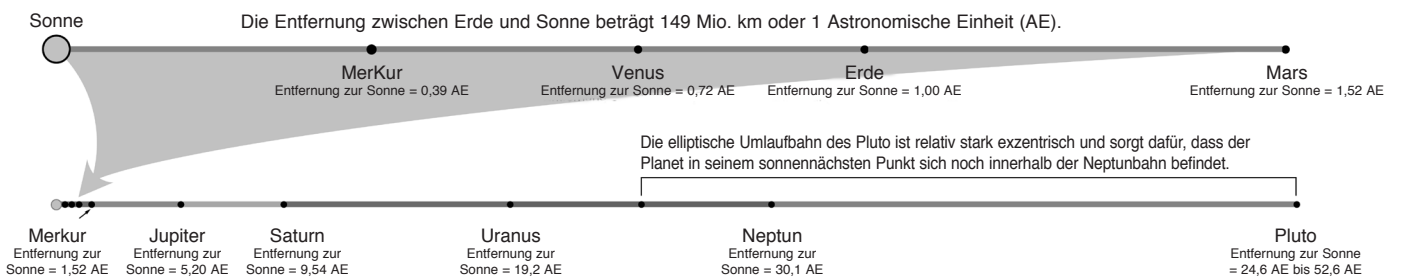 Sonne
Die Entfernung zwischen Erde und Sonne beträgt 149 Mio. km oder 1 Astronomische Einheit (AE).
MerKur
Entfernung zur Sonne = 0,39 AE
Venus
Entfernung zur Sonne = 0,72 AE
Erde
Entfernung zur Sonne = 1,00 AE
Mars
Entfernung zur Sonne = 1,52 AE
Die elliptische Umlaufbahn des Pluto ist relativ stark exzentrisch und sorgt dafür, dass der
Planet in seinem sonnennächsten Punkt sich noch innerhalb der Neptunbahn befindet.
Merkur
Entfernung zur
Sonne = 1,52 AE
Jupiter
Entfernung zur
Sonne = 5,20 AE
Saturn
Entfernung zur
Sonne = 9,54 AE
Uranus
Entfernung zur
Sonne = 19,2 AE
Neptun
Entfernung zur
Sonne = 30,1 AE
Pluto
Entfernung zur Sonne
= 24,6 AE bis 52,6 AE